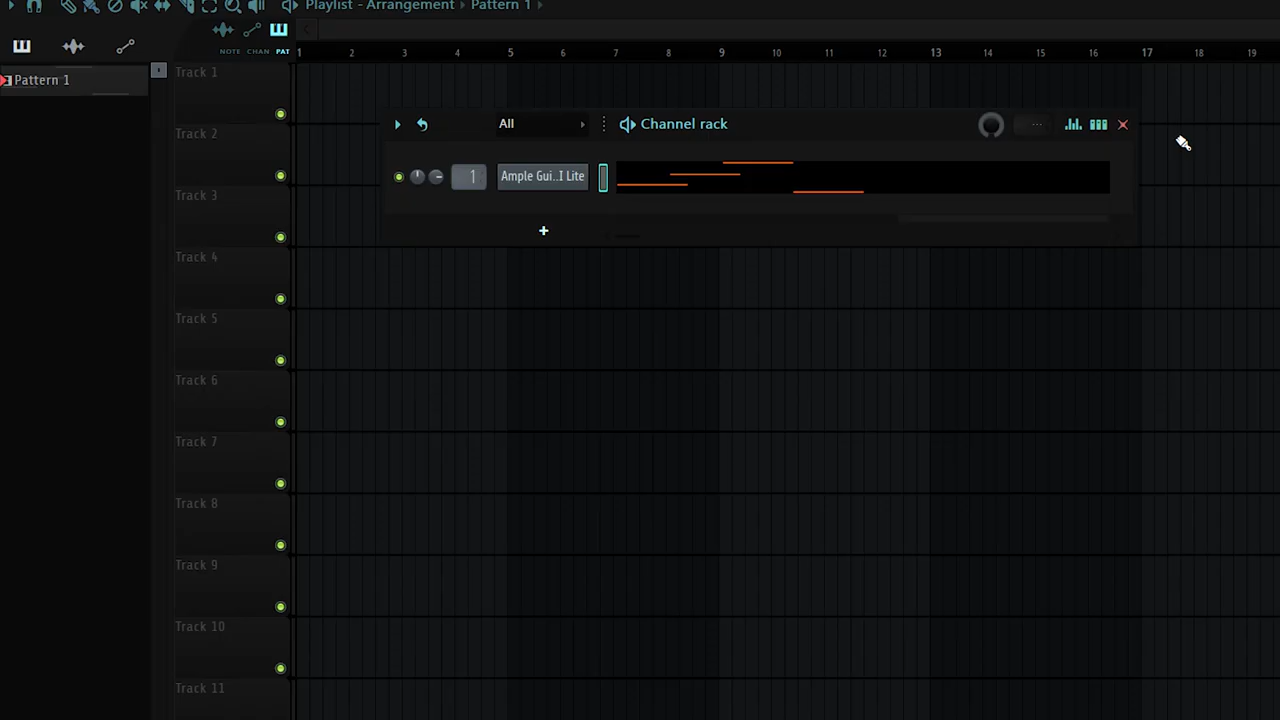 Playlist - Arrangement › Pattern 1 ›
NOTE CHAN PAT
1 2 3 4 5 6 7 8 9 10 11 12 13 14 15 16 17 18 19
Pattern 1
Track 1
All
Channel rack
Track 2
1 Ample Gui..I Lite
Track 3
Track 4
Track 5
Track 6
Track 7
Track 8
Track 9
Track 10
Track 11